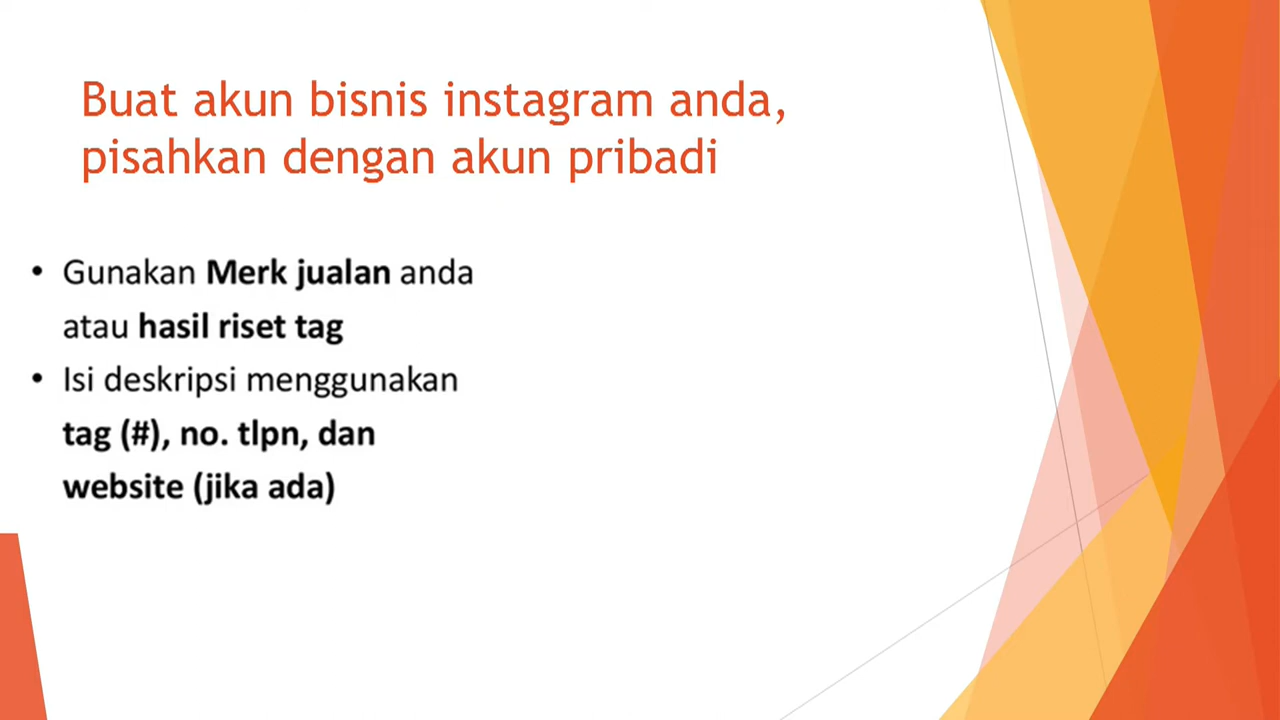 Buat akun bisnis instagram anda,
pisahkan dengan akun pribadi
• Gunakan Merk jualan anda
atau hasil riset tag
• Isi deskripsi menggunakan
tag (#), no. tlpn, dan
website (jika ada)